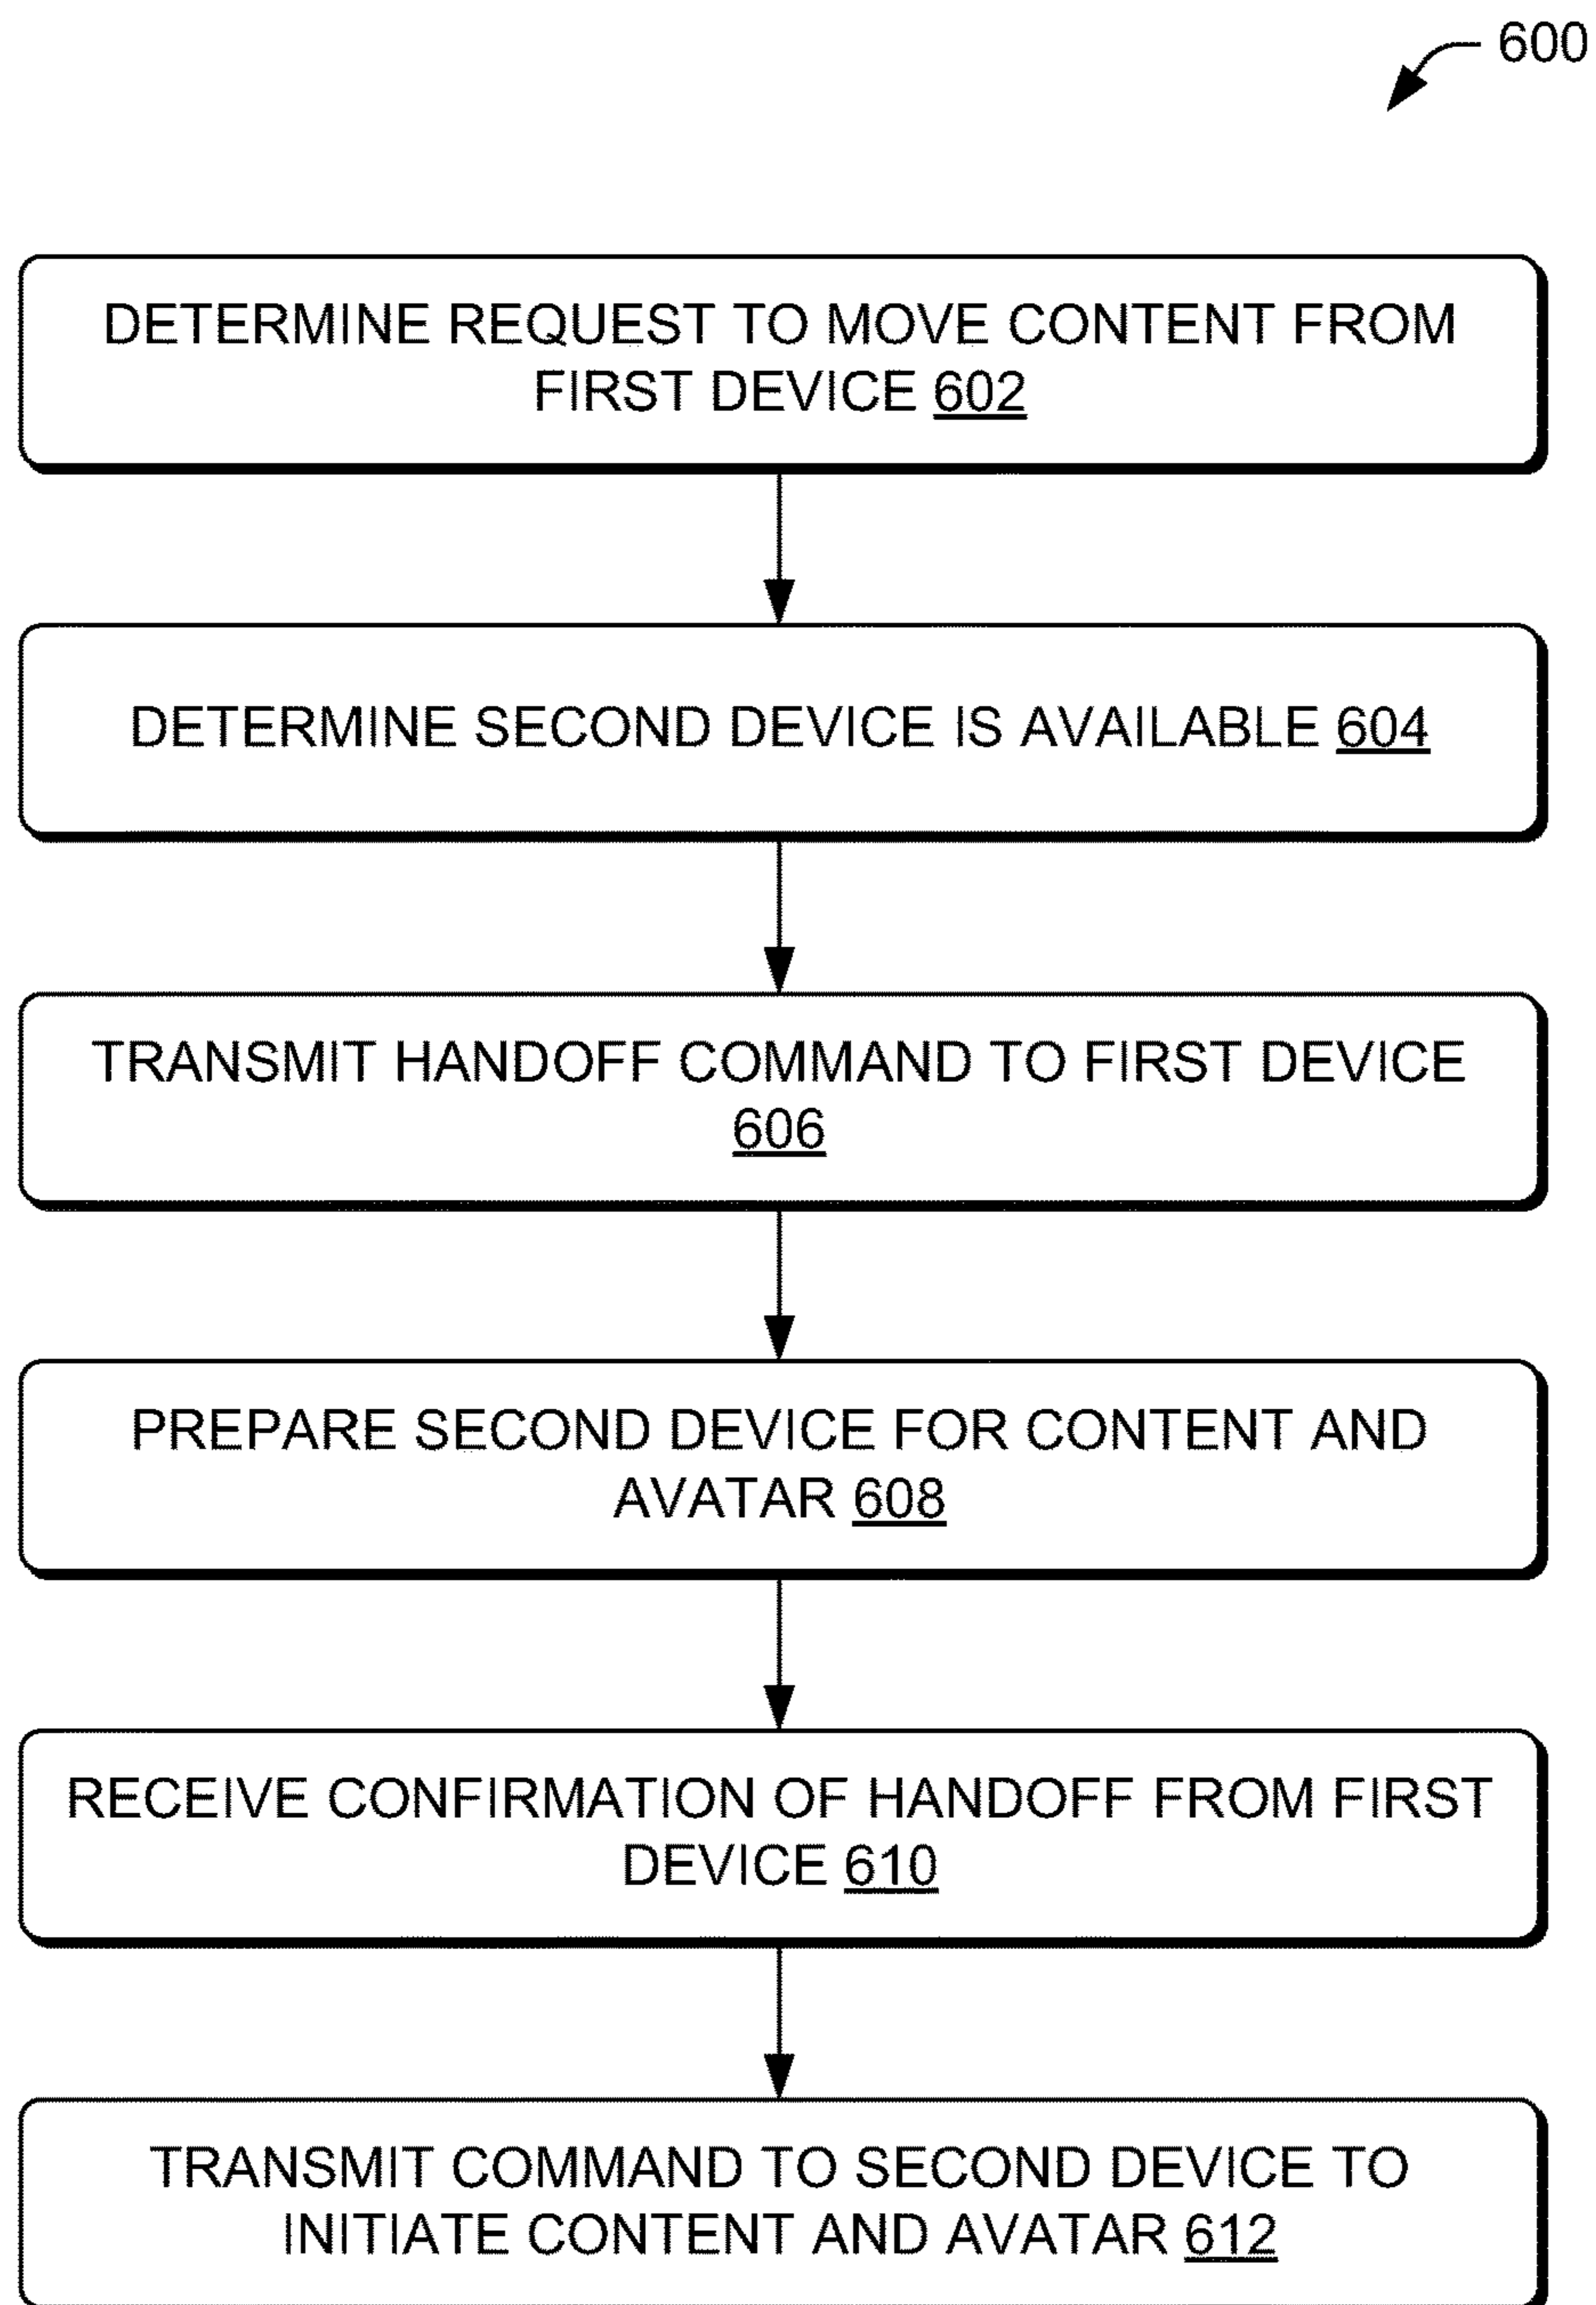 600
DETERMINE REQUEST TO MOVE CONTENT FROM
FIRST DEVICE 602
DETERMINE SECOND DEVICE IS AVAILABLE 604
TRANSMIT HANDOFF COMMAND TO FIRST DEVICE
606
PREPARE SECOND DEVICE FOR CONTENT AND
AVATAR 608
RECEIVE CONFIRMATION OF HANDOFF FROM FIRST
DEVICE 610
TRANSMIT COMMAND TO SECOND DEVICE TO
INITIATE CONTENT AND AVATAR 612